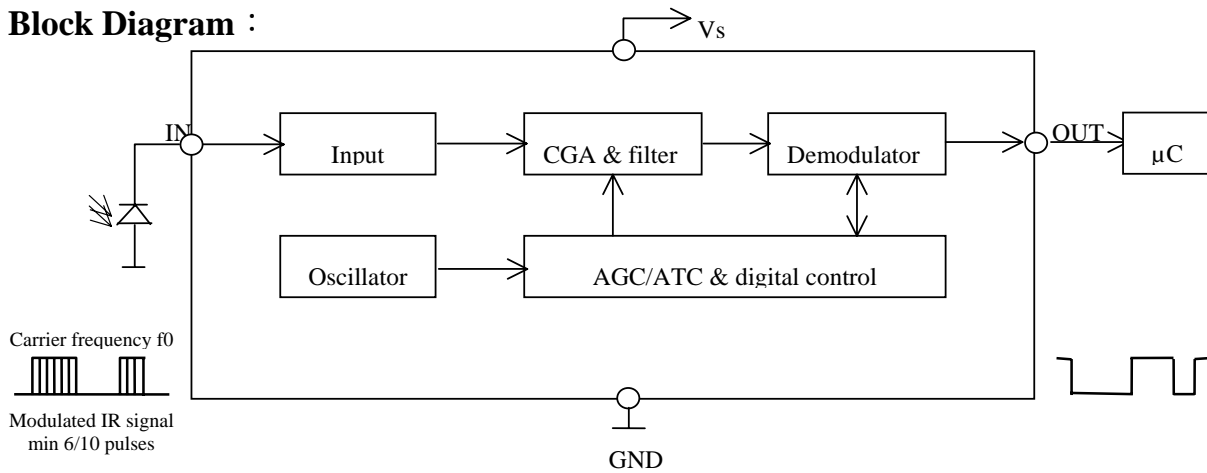 Block Diagram：
Vs
IN
Input
CGA & filter
Demodulator
OUT
µC
Oscillator
AGC/ATC & digital control
Carrier frequency f0
Modulated IR signal
min 6/10 pulses
GND